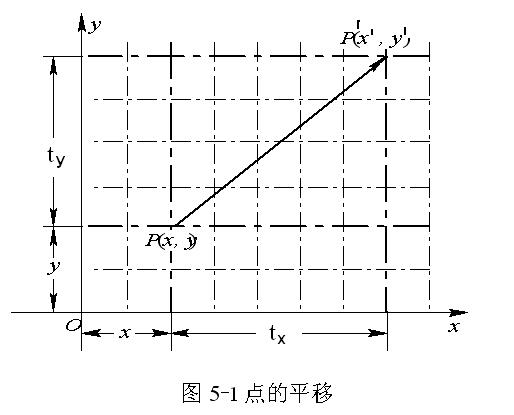 y
P'(x', y')
ty
P(x, y)
y
O
x
tx
x
图 5-1 点的平移